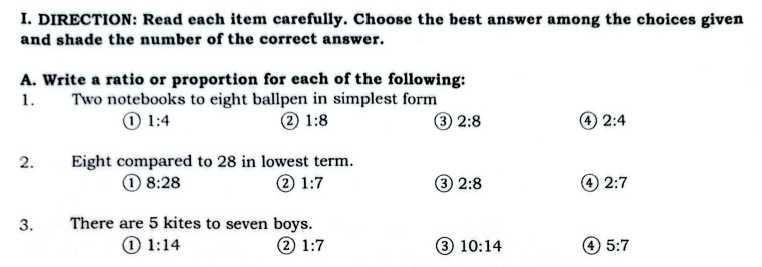 I. DIRECTION: Read each item carefully. Choose the best answer among the choices given
and shade the number of the correct answer.
A. Write a ratio or proportion for each of the following:
1. Two notebooks to eight ballpen in simplest form
① 1:4 ② 1:8 ③ 2:8 ④ 2:4
2. Eight compared to 28 in lowest term.
① 8:28 ② 1:7 ③ 2:8 ④ 2:7
3. There are 5 kites to seven boys.
① 1:14 ② 1:7 ③ 10:14 ④ 5:7